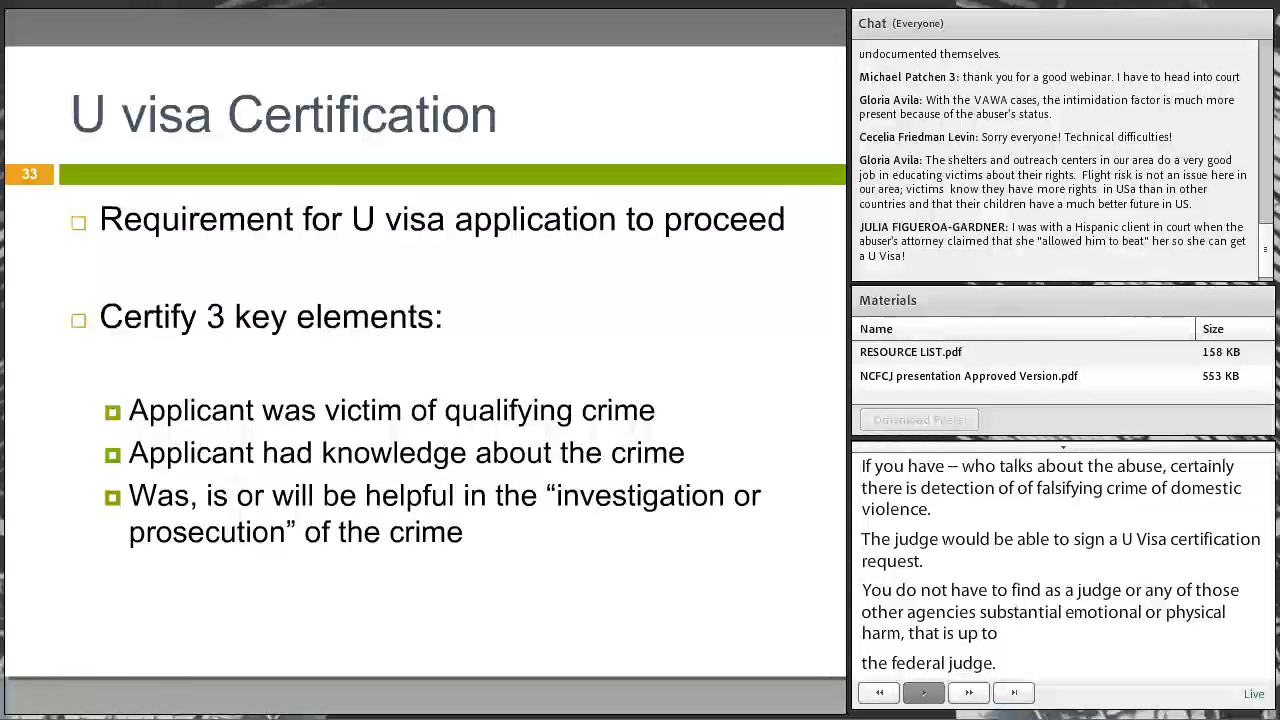 U visa Certification
33
Requirement for U visa application to proceed
Certify 3 key elements:
Applicant was victim of qualifying crime
Applicant had knowledge about the crime
Was, is or will be helpful in the “investigation or
prosecution” of the crime
Chat (Everyone)
undocumented themselves.
Michael Patchen 3: thank you for a good webinar. I have to head into court
Gloria Avila: With the VAWA cases, the intimidation factor is much more
present because of the abuser's status.
Cecelia Friedman Levin: Sorry everyone! Technical difficulties!
Gloria Avila: The shelters and outreach centers in our area do a very good
job in educating victims about their rights. Flight risk is not an issue here in
our area; victims know they have more rights in USa than in other
countries and that their children have a much better future in US.
JULIA FIGUEROA-GARDNER: I was with a Hispanic client in court when the
abuser's attorney claimed that she "allowed him to beat" her so she can get
a U Visa!
Materials
Name Size
RESOURCE LIST.pdf 158 KB
NCFCJ presentation Approved Version.pdf 553 KB
Download File(s)
If you have -- who talks about the abuse, certainly
there is detection of of falsifying crime of domestic
violence.
The judge would be able to sign a U Visa certification
request.
You do not have to find as a judge or any of those
other agencies substantial emotional or physical
harm, that is up to
the federal judge.
Live